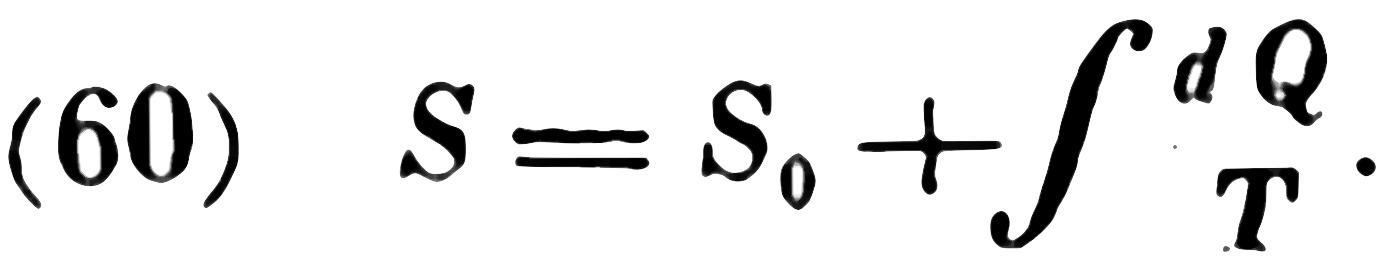 (60) S = S₀ + ∫ dQ/T .